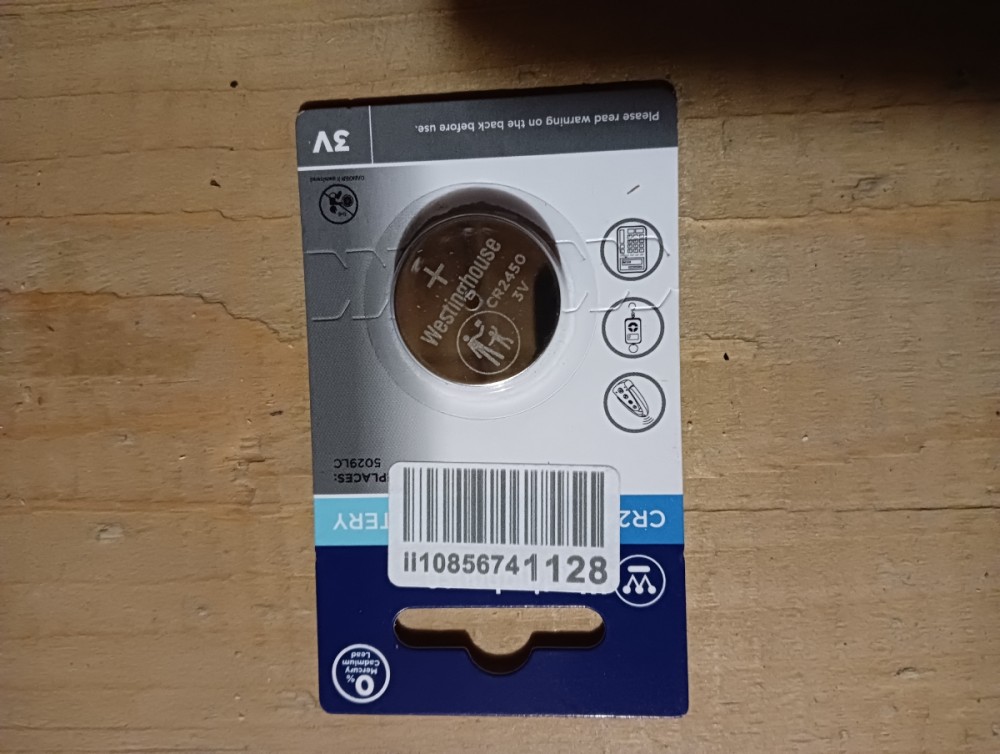 Please read warning on the back before use.
3V
+
Westinghouse
CR2450
3V
PLACES:
5029LC
CR2
TERY
ii108567411128
0%
Mercury
Cadmium
Lead